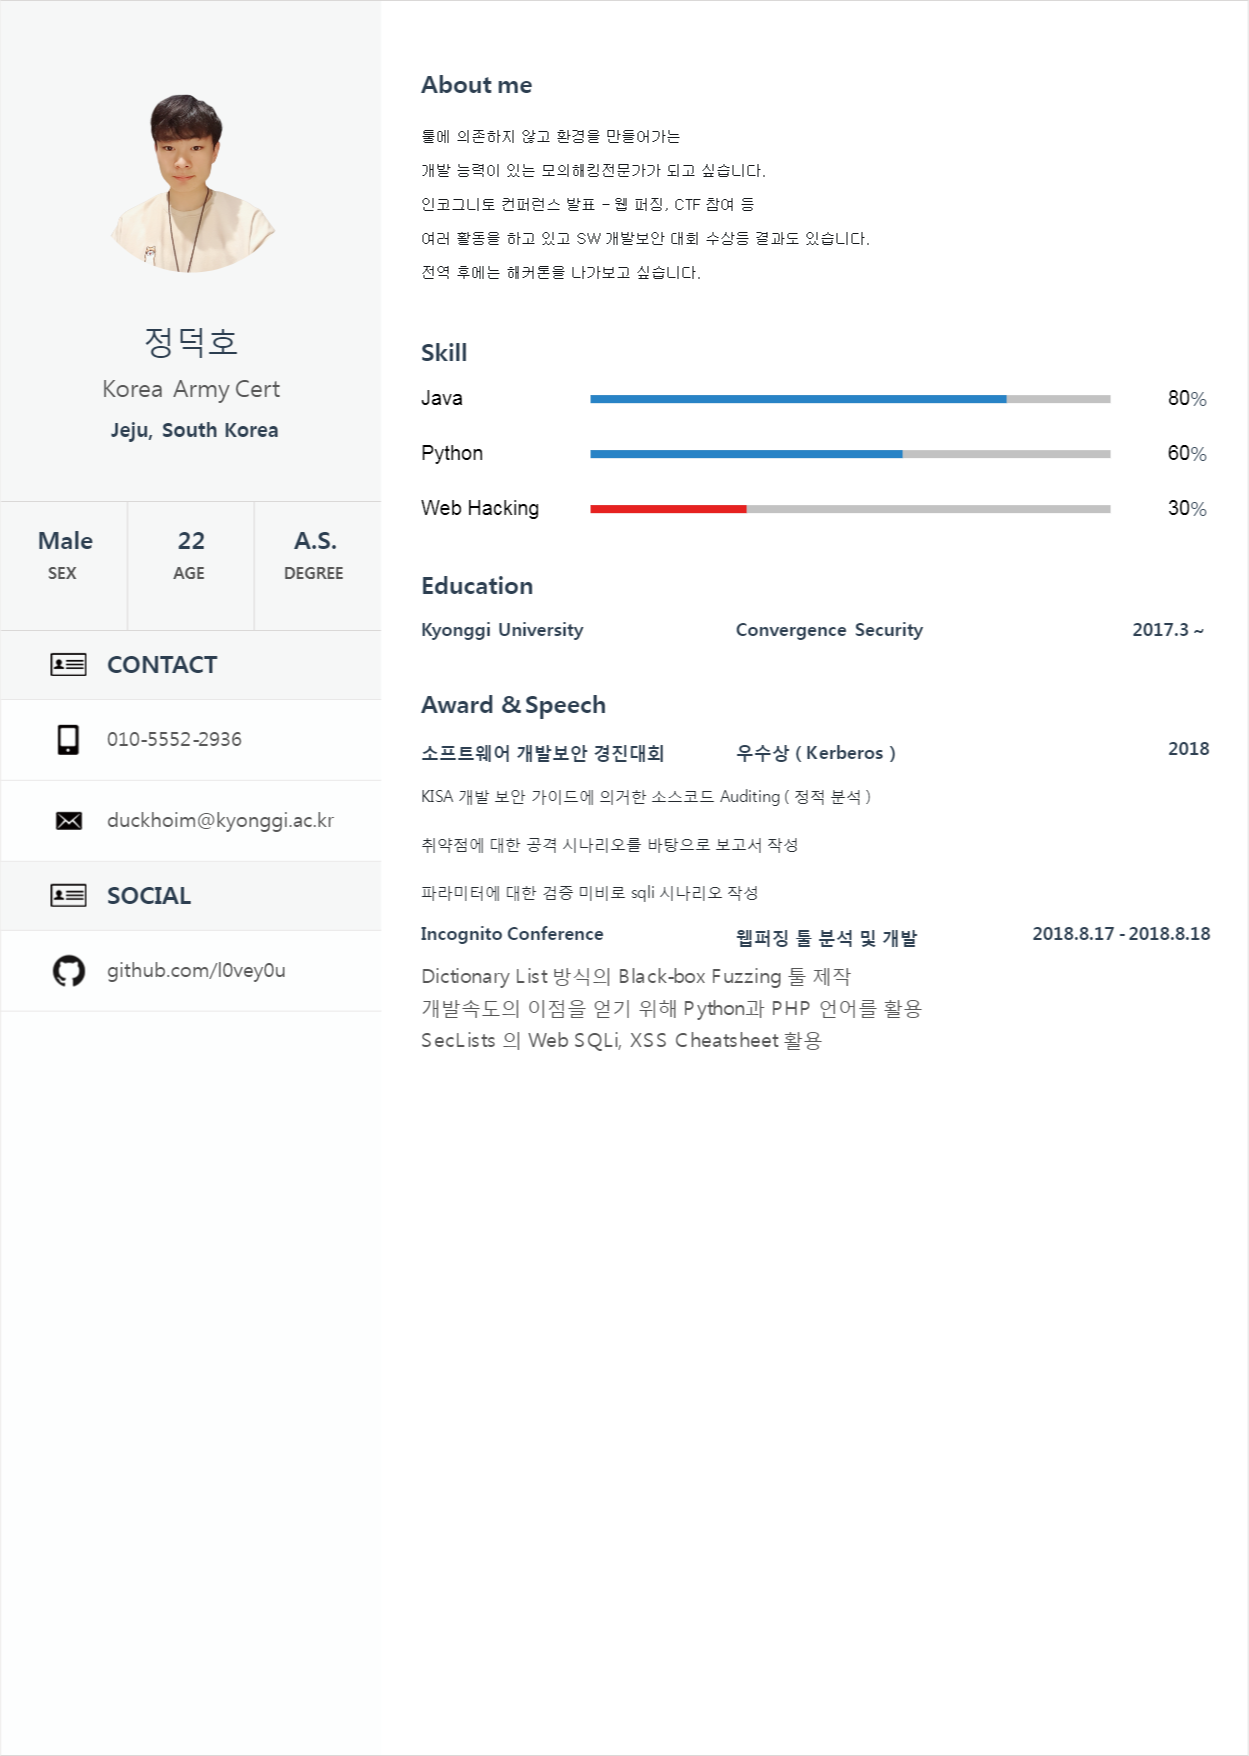 정덕호
Korea Army Cert
Jeju, South Korea
Male
SEX
22
AGE
A.S.
DEGREE
CONTACT
010-5552-2936
duckhoim@kyonggi.ac.kr
SOCIAL
github.com/l0vey0u
About me
툴에 의존하지 않고 환경을 만들어가는
개발 능력이 있는 모의해킹전문가가 되고 싶습니다.
인코그니토 컨퍼런스 발표 - 웹 퍼징, CTF 참여 등
여러 활동을 하고 있고 SW 개발보안 대회 수상등 결과도 있습니다.
전역 후에는 해커톤을 나가보고 싶습니다.
Skill
Java 80%
Python 60%
Web Hacking 30%
Education
Kyonggi University Convergence Security 2017.3 ~
Award & Speech
소프트웨어 개발보안 경진대회 우수상 ( Kerberos ) 2018
KISA 개발 보안 가이드에 의거한 소스코드 Auditing ( 정적 분석 )
취약점에 대한 공격 시나리오를 바탕으로 보고서 작성
파라미터에 대한 검증 미비로 sqli 시나리오 작성
Incognito Conference 웹퍼징 툴 분석 및 개발 2018.8.17 - 2018.8.18
Dictionary List 방식의 Black-box Fuzzing 툴 제작
개발속도의 이점을 얻기 위해 Python과 PHP 언어를 활용
SecLists 의 Web SQLi, XSS Cheatsheet 활용